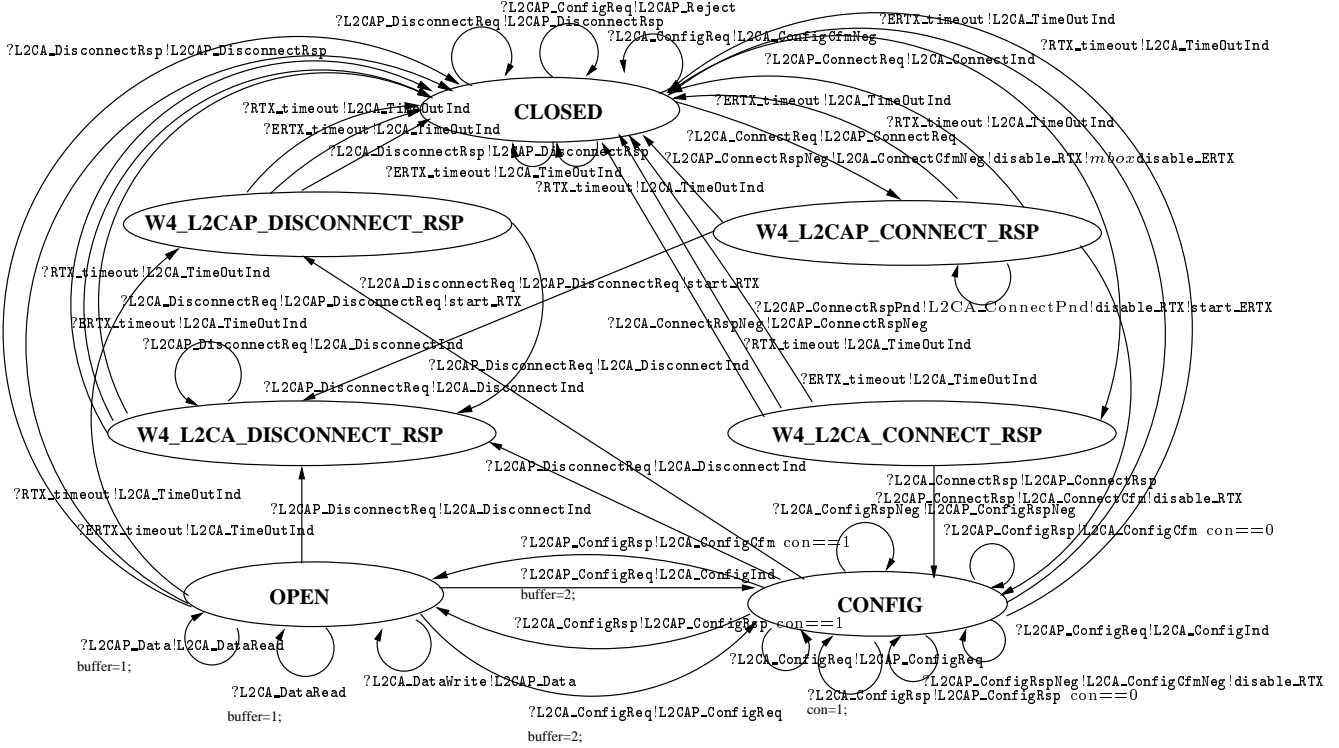 ?L2CAP_ConfigReq!L2CAP_Reject
?L2CAP_DisconnectReq!L2CAP_DisconnectRsp
?ERTX_timeout!L2CA_TimeOutInd
?L2CA_ConfigReq!L2CA_ConfigCfmNeg
?RTX_timeout!L2CA_TimeOutInd
?L2CA_DisconnectRsp!L2CAP_DisconnectRsp
?L2CAP_ConnectReq!L2CA_ConnectInd
CLOSED
?RTX_timeout!L2CA_TimeOutInd
?ERTX_timeout!L2CA_TimeOutInd
?ERTX_timeout!L2CA_TimeOutInd
?RTX_timeout!L2CA_TimeOutInd
?L2CA_ConnectReq!L2CAP_ConnectReq
?L2CA_DisconnectRsp!L2CAP_DisconnectRsp
?L2CAP_ConnectRspNeg!L2CA_ConnectCfmNeg!disable_RTX!mboxdisable_ERTX
?ERTX_timeout!L2CA_TimeOutInd
?RTX_timeout!L2CA_TimeOutInd
W4_L2CAP_DISCONNECT_RSP
W4_L2CAP_CONNECT_RSP
?RTX_timeout!L2CA_TimeOutInd
?L2CA_DisconnectReq!L2CAP_DisconnectReq!start_RTX
?L2CA_DisconnectReq!L2CAP_DisconnectReq!start_RTX
?L2CAP_ConnectRspPnd!L2CA_ConnectPnd!disable_RTX!start_ERTX
?ERTX_timeout!L2CA_TimeOutInd
?L2CA_ConnectRspNeg!L2CAP_ConnectRspNeg
?L2CAP_DisconnectReq!L2CA_DisconnectInd
?RTX_timeout!L2CA_TimeOutInd
?L2CAP_DisconnectReq!L2CA_DisconnectInd
?ERTX_timeout!L2CA_TimeOutInd
?L2CAP_DisconnectReq!L2CA_DisconnectInd
W4_L2CA_DISCONNECT_RSP
W4_L2CA_CONNECT_RSP
?L2CAP_DisconnectReq!L2CA_DisconnectInd
?L2CA_ConnectRsp!L2CAP_ConnectRsp
?RTX_timeout!L2CA_TimeOutInd
?L2CAP_ConnectRsp!L2CA_ConnectCfm!disable_RTX
?L2CAP_DisconnectReq!L2CA_DisconnectInd
?L2CA_ConfigRspNeg!L2CAP_ConfigRspNeg
?ERTX_timeout!L2CA_TimeOutInd
?L2CAP_ConfigRsp!L2CA_ConfigCfm con==0
?L2CAP_ConfigRsp!L2CA_ConfigCfm con==1
?L2CAP_ConfigReq!L2CA_ConfigInd
buffer=2;
OPEN
CONFIG
?L2CA_ConfigRsp!L2CAP_ConfigRsp con==1
?L2CAP_ConfigReq!L2CA_ConfigInd
?L2CAP_Data!L2CA_DataRead
buffer=1;
?L2CA_ConfigReq!L2CAP_ConfigReq
?L2CA_DataWrite!L2CAP_Data
?L2CAP_ConfigRspNeg!L2CA_ConfigCfmNeg!disable_RTX
?L2CA_DataRead
?L2CA_ConfigRsp!L2CAP_ConfigRsp con==0
con=1;
buffer=1;
?L2CA_ConfigReq!L2CAP_ConfigReq
buffer=2;